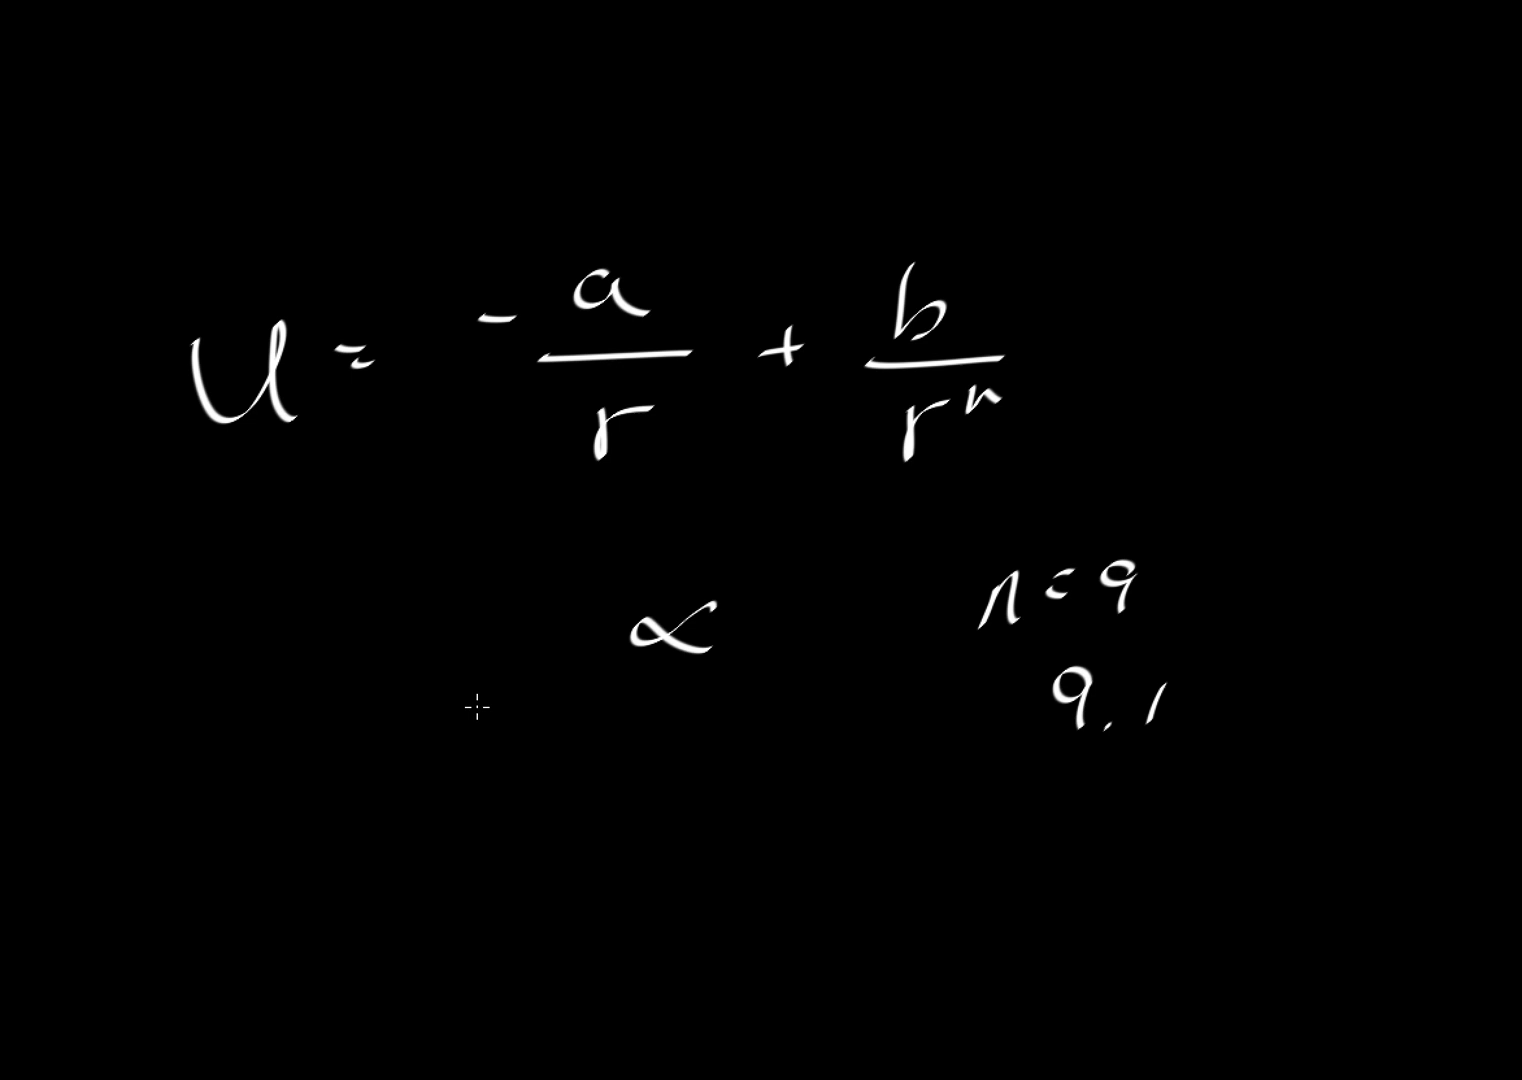 U = -a/r + b/rⁿ
∝ n = 9
9.1